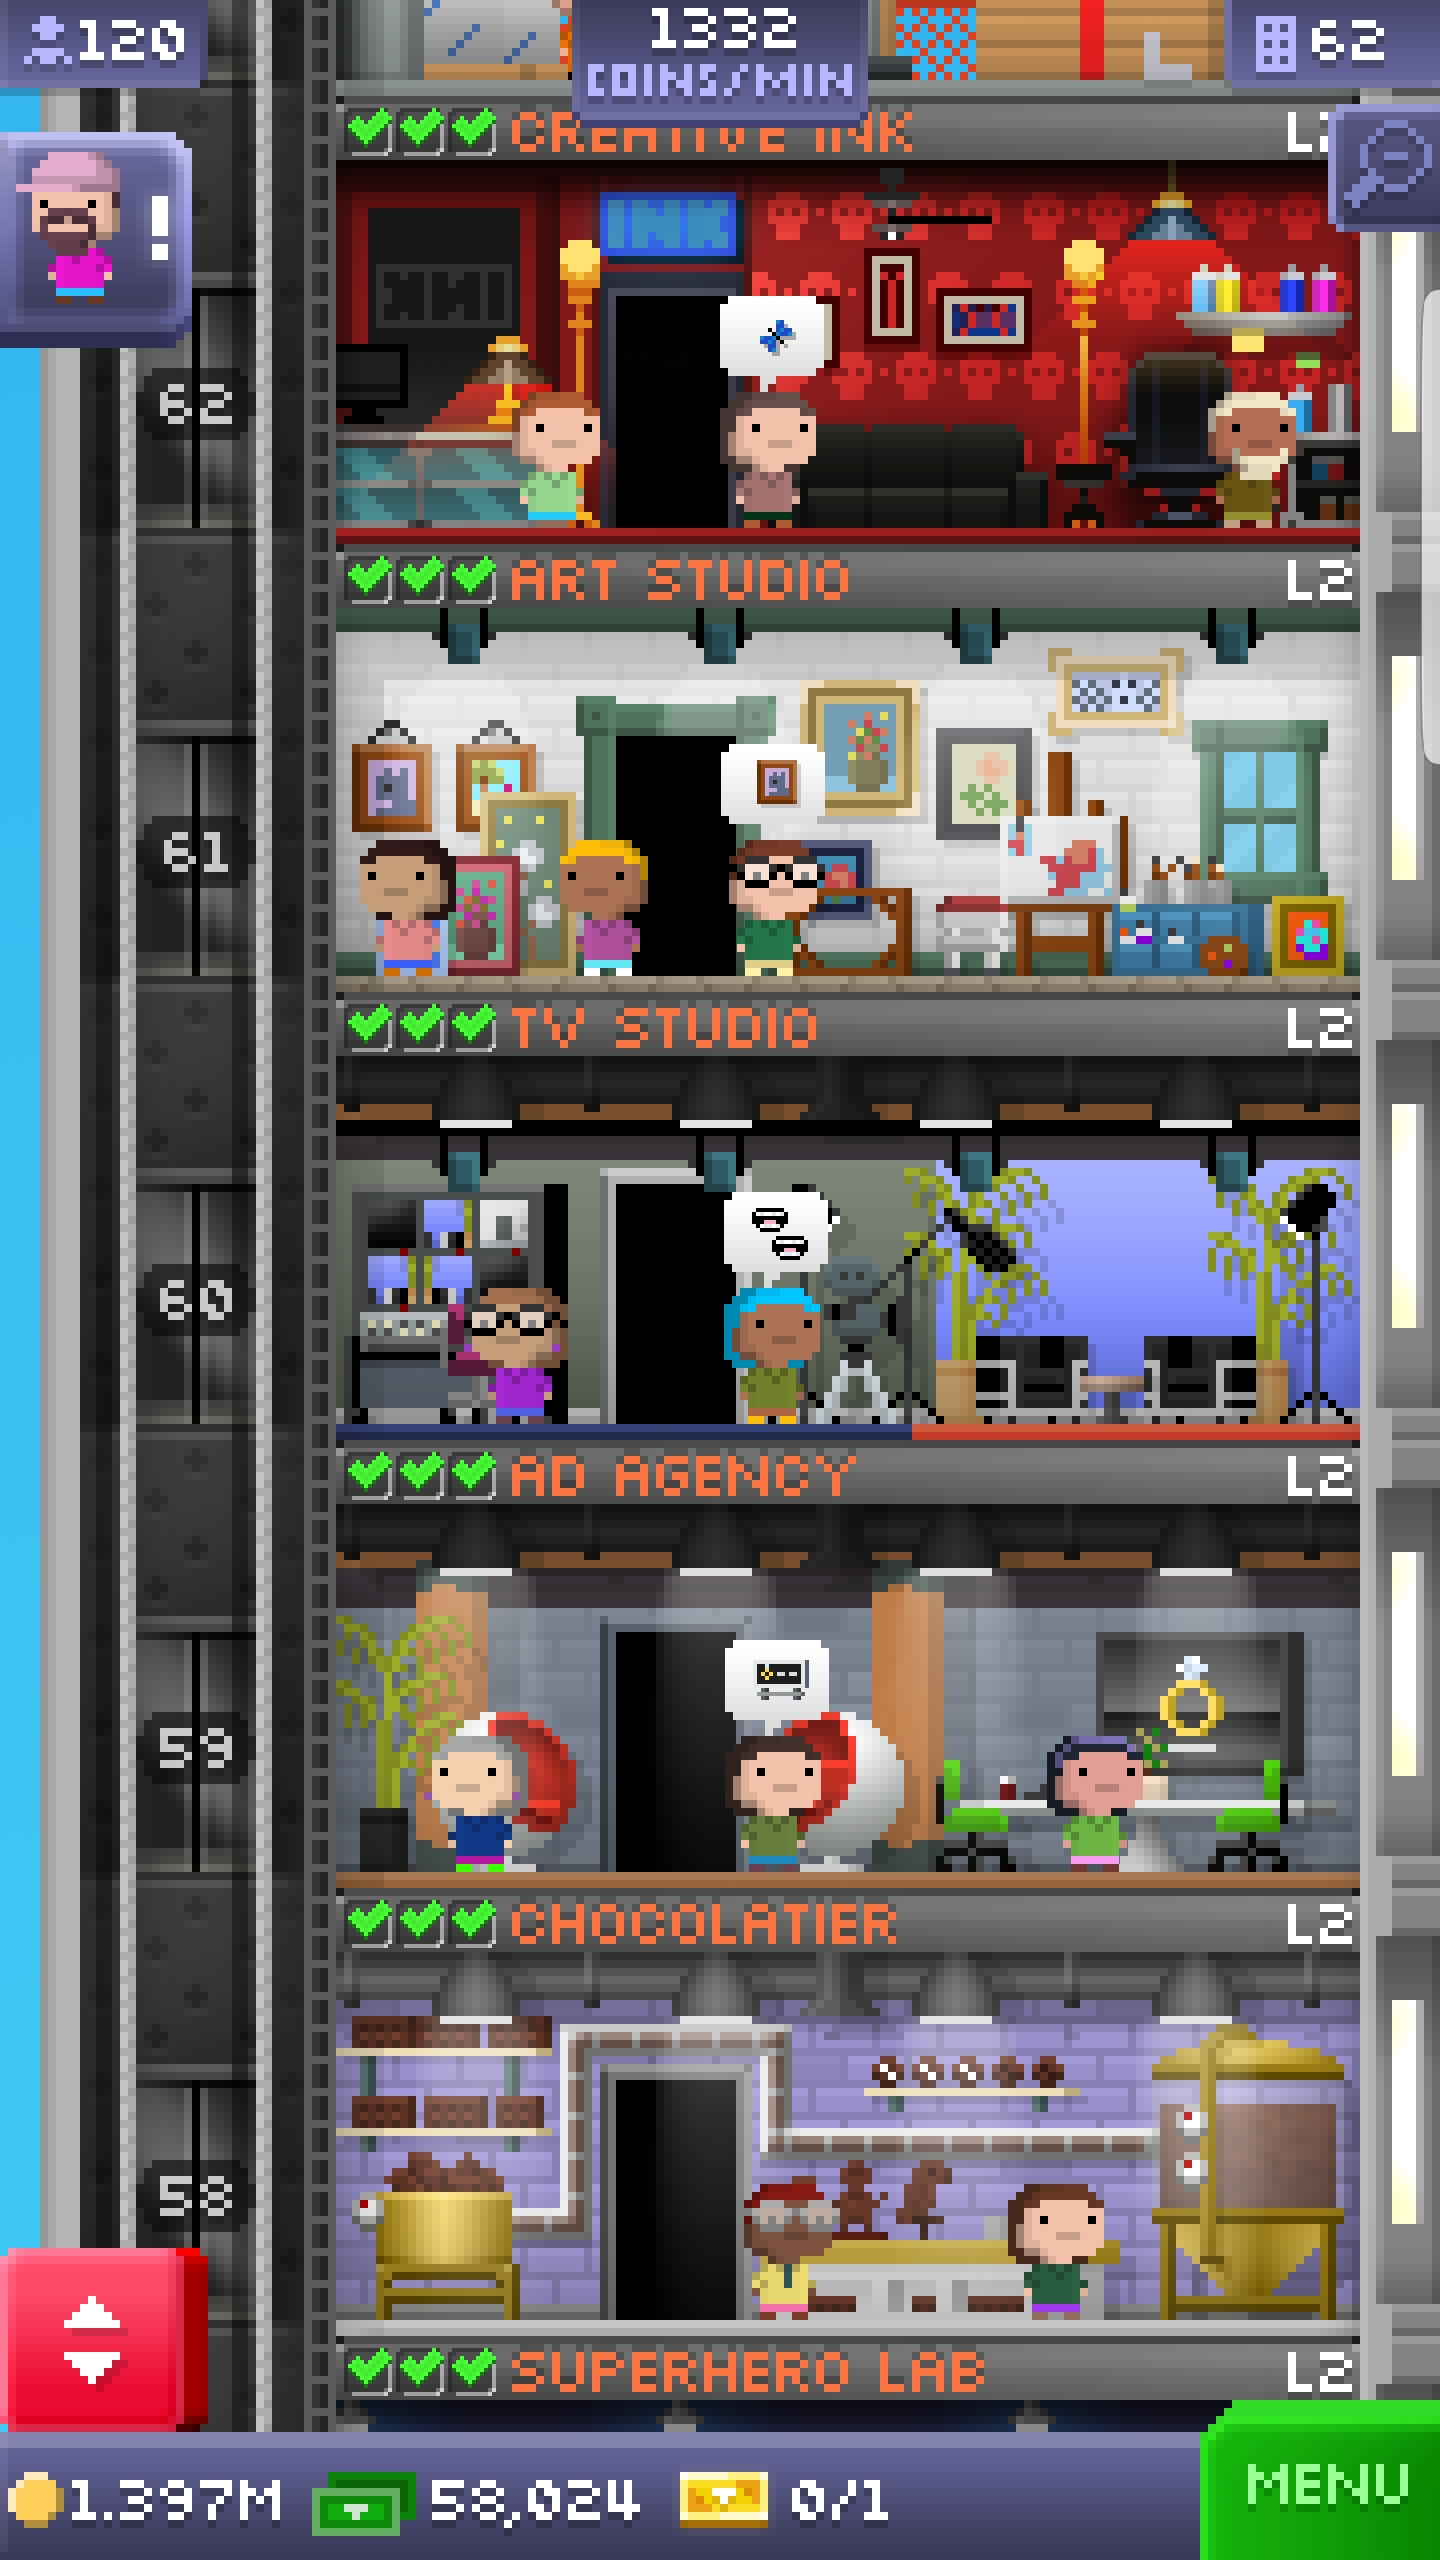 120
1332
COINS/MIN
62
CREATIVE INK L2
!
INK
62
ART STUDIO L2
61
TV STUDIO L2
60
AD AGENCY L2
59
CHOCOLATIER L2
58
SUPERHERO LAB L2
1.397M 58,024 0/1
MENU